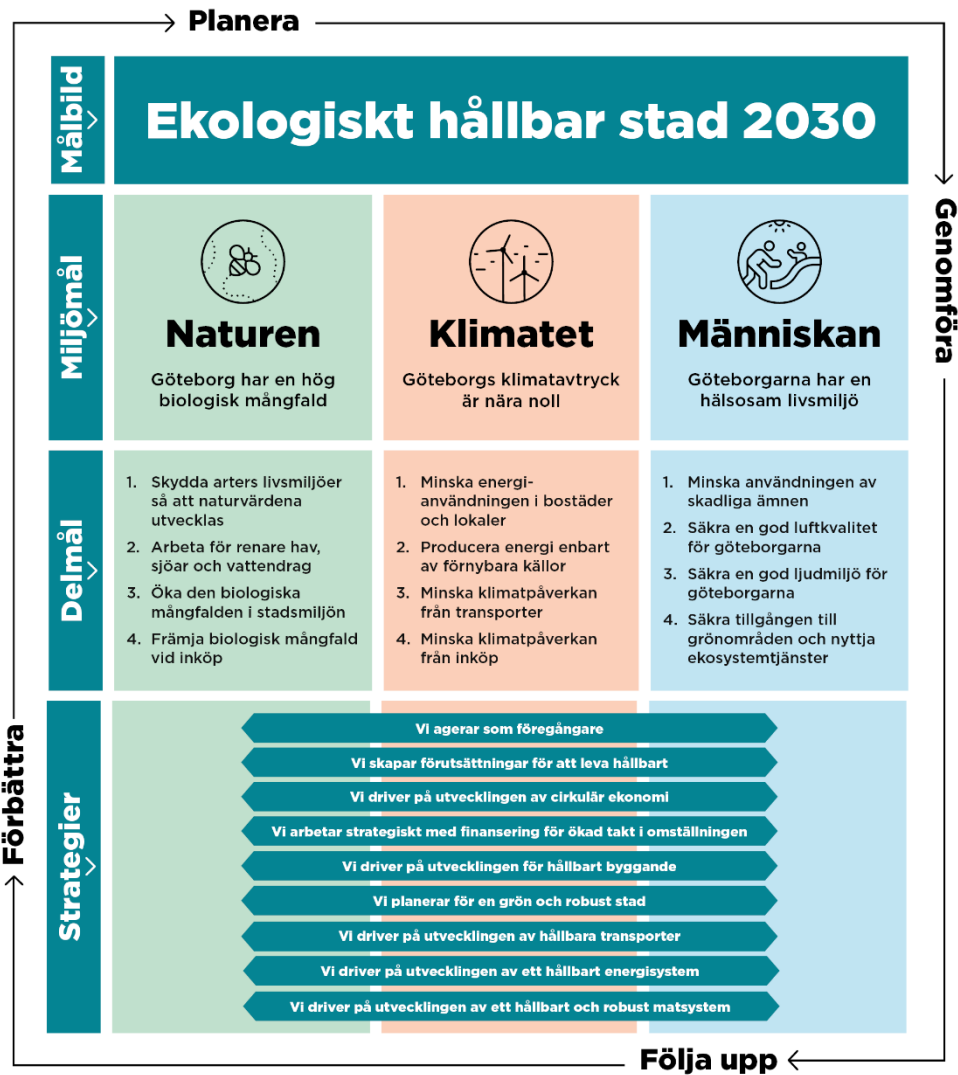 Planera
Målbild
Ekologiskt hållbar stad 2030
Genomföra
Miljömål
Naturen
Göteborg har en hög
biologisk mångfald
Klimatet
Göteborgs klimatavtryck
är nära noll
Människan
Göteborgarna har en
hälsosam livsmiljö
Delmål
1. Skydda arters livsmiljöer
så att naturvärdena
utvecklas
2. Arbeta för renare hav,
sjöar och vattendrag
3. Öka den biologiska
mångfalden i stadsmiljön
4. Främja biologisk mångfald
vid inköp
1. Minska energi-
användningen i bostäder
och lokaler
2. Producera energi enbart
av förnybara källor
3. Minska klimatpåverkan
från transporter
4. Minska klimatpåverkan
från inköp
1. Minska användningen av
skadliga ämnen
2. Säkra en god luftkvalitet
för göteborgarna
3. Säkra en god ljudmiljö för
göteborgarna
4. Säkra tillgången till
grönområden och nyttja
ekosystemtjänster
Förbättra
Strategier
Vi agerar som föregångare
Vi skapar förutsättningar för att leva hållbart
Vi driver på utvecklingen av cirkulär ekonomi
Vi arbetar strategiskt med finansering för ökad takt i omställningen
Vi driver på utvecklingen för hållbart byggande
Vi planerar för en grön och robust stad
Vi driver på utvecklingen av hållbara transporter
Vi driver på utvecklingen av ett hållbart energisystem
Vi driver på utvecklingen av ett hållbart och robust matsystem
Följa upp